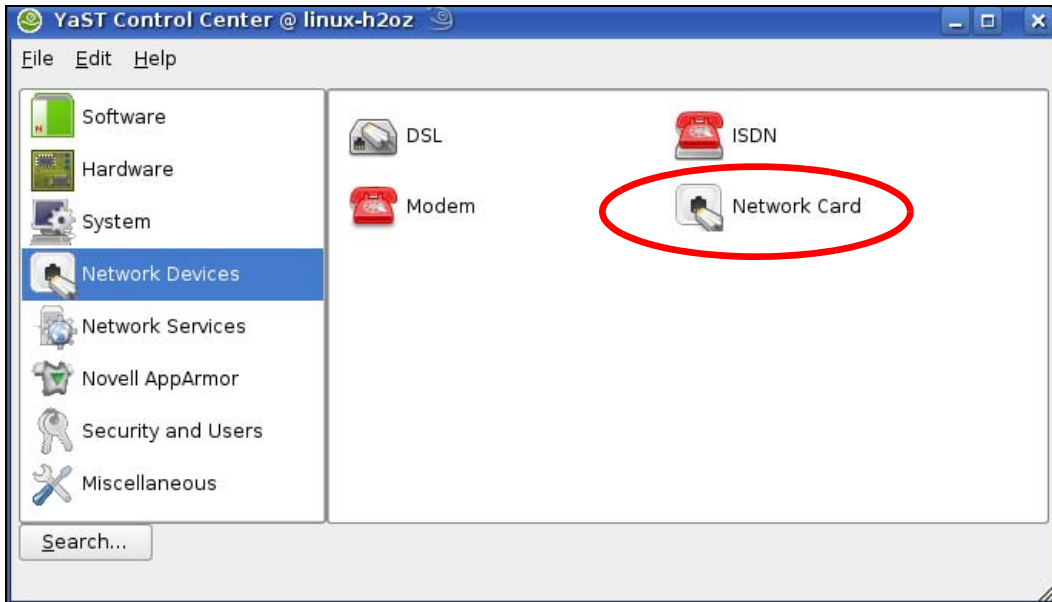 YaST Control Center @ linux-h2oz
File Edit Help
Software
Hardware
System
Network Devices
Network Services
Novell AppArmor
Security and Users
Miscellaneous
DSL
ISDN
Modem
Network Card
Search...
N